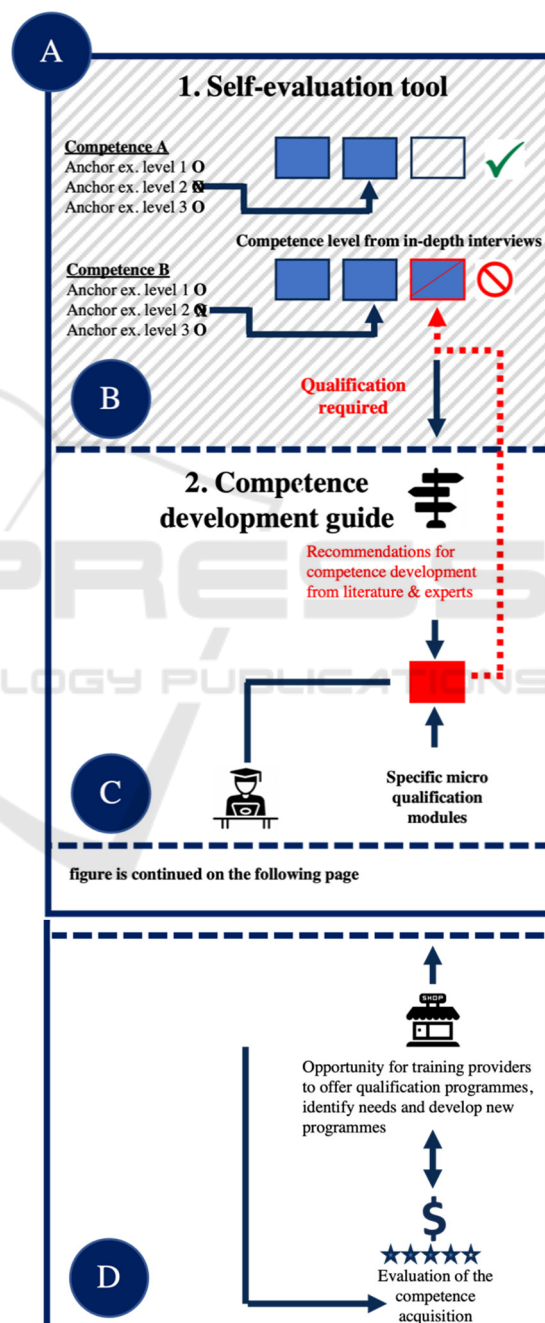 A
1. Self-evaluation tool
Competence A
Anchor ex. level 1 O
Anchor ex. level 2 O
Anchor ex. level 3 O
Competence level from in-depth interviews
Competence B
Anchor ex. level 1 O
Anchor ex. level 2 O
Anchor ex. level 3 O
B
Qualification
required
2. Competence
development guide
PRESS
Recommendations for
competence development
from literature & experts
LOGY PUBLICATIONS
C
Specific micro
qualification
modules
figure is continued on the following page
SHOP
Opportunity for training providers
to offer qualification programmes,
identify needs and develop new
programmes
$
D
Evaluation of the
competence
acquisition